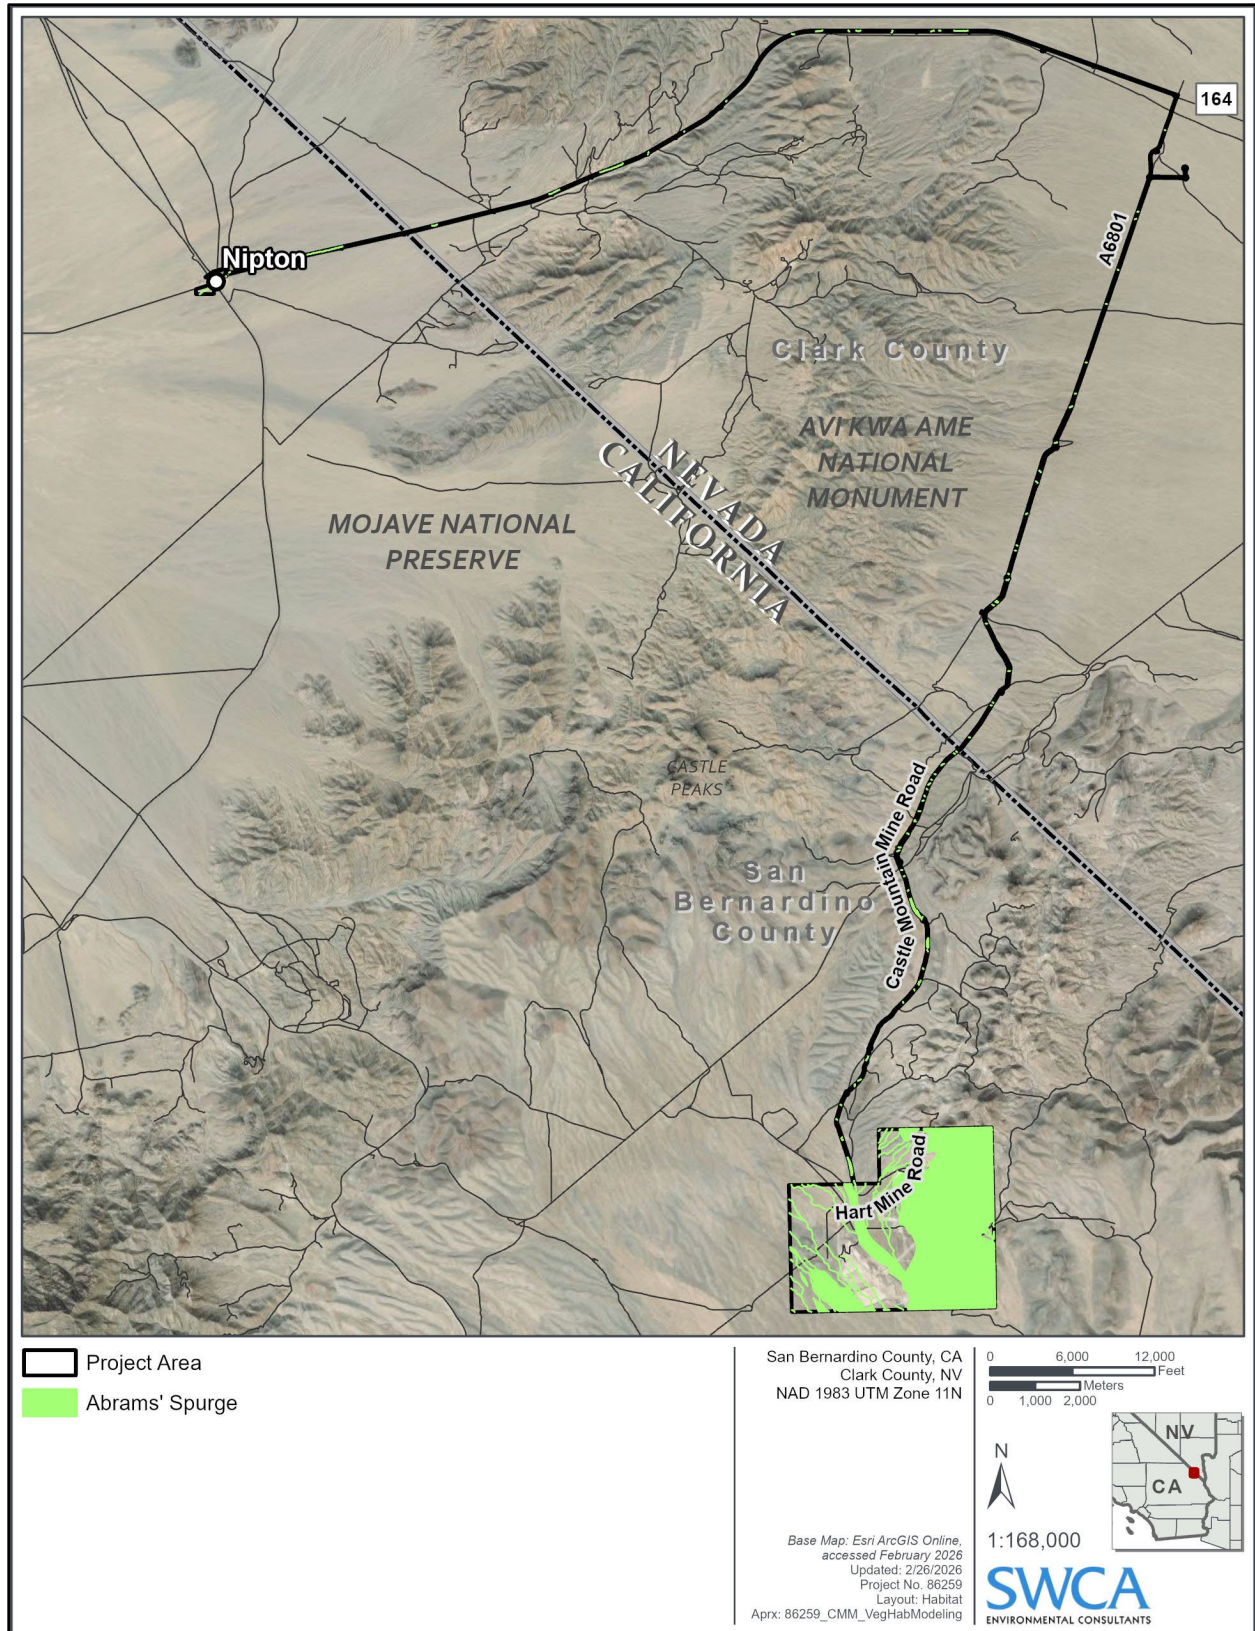 164
A6801
Nipton
Clark County
AVI KWA AME
NATIONAL
MONUMENT
NEVADA
CALIFORNIA
MOJAVE NATIONAL
PRESERVE
CASTLE
PEAKS
Castle Mountain Mine Road
San
Bernardino
County
Hart Mine Road
Project Area
Abrams' Spurge
San Bernardino County, CA
Clark County, NV
NAD 1983 UTM Zone 11N
0 6,000 12,000
Feet
Meters
0 1,000 2,000
N
NV
CA
1:168,000
Base Map: Esri ArcGIS Online,
accessed February 2026
Updated: 2/26/2026
Project No. 86259
Layout: Habitat
Aprx: 86259_CMM_VegHabModeling
SWCA
ENVIRONMENTAL CONSULTANTS